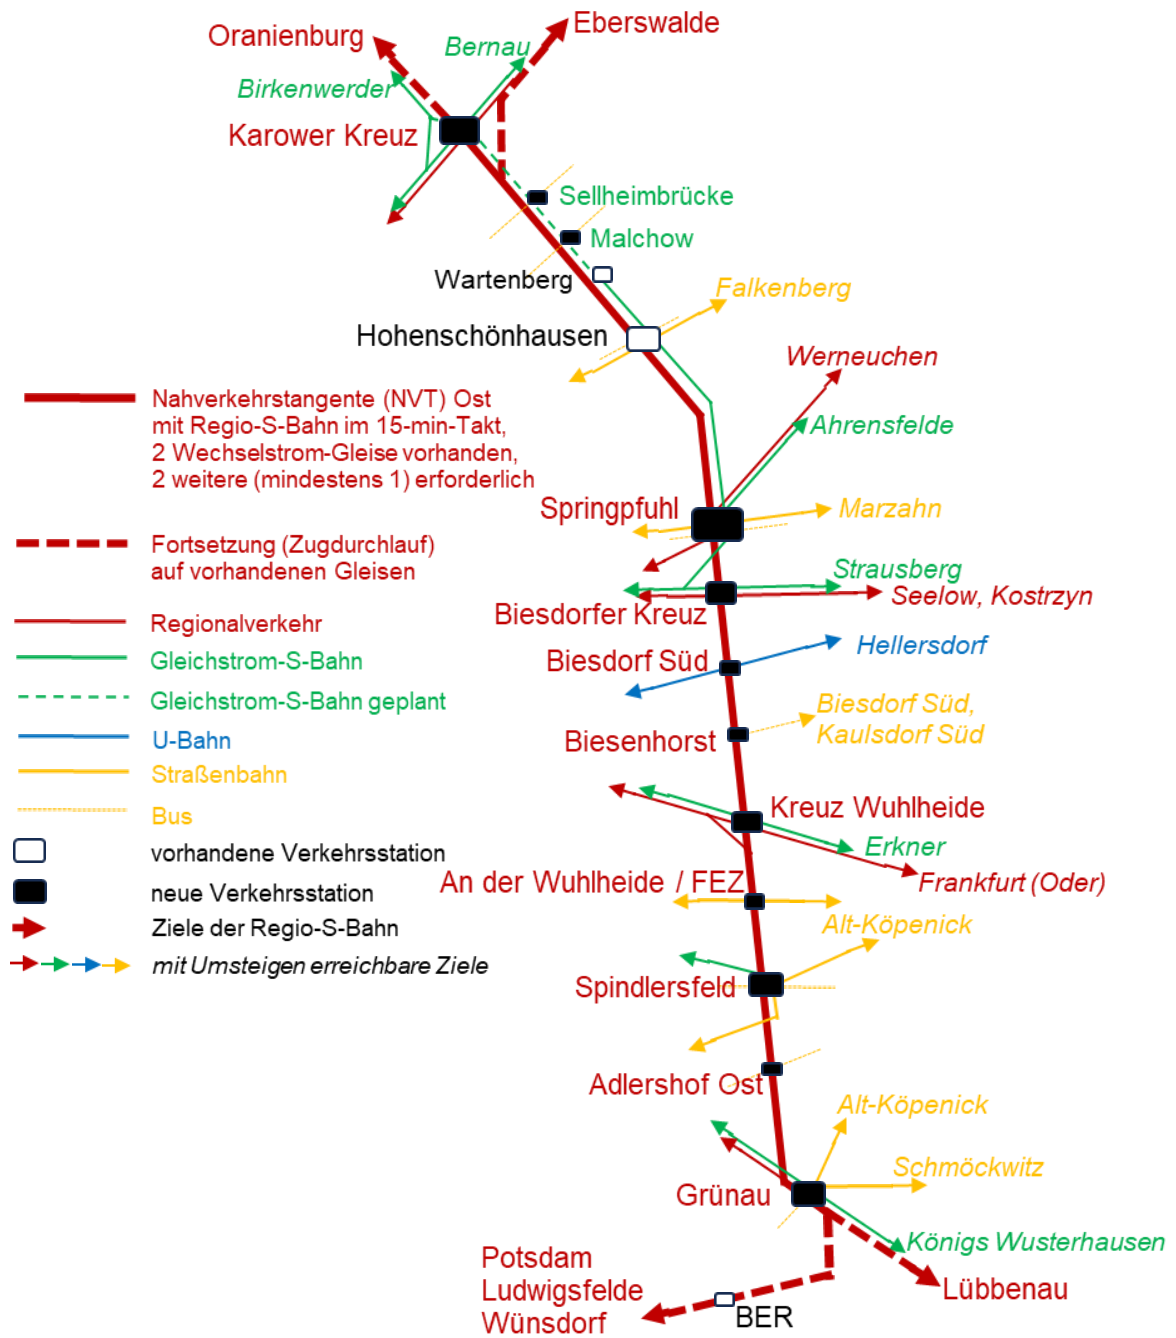 Oranienburg
Eberswalde
Bernau
Birkenwerder
Karower Kreuz
Sellheimbrücke
Malchow
Wartenberg
Falkenberg
Hohenschönhausen
Werneuchen
Nahverkehrstangente (NVT) Ost
mit Regio-S-Bahn im 15-min-Takt,
2 Wechselstrom-Gleise vorhanden,
2 weitere (mindestens 1) erforderlich
Ahrensfelde
Springpfuhl
Marzahn
Fortsetzung (Zugdurchlauf)
auf vorhandenen Gleisen
Strausberg
Seelow, Kostrzyn
Biesdorfer Kreuz
Regionalverkehr
Hellersdorf
Biesdorf Süd
Gleichstrom-S-Bahn
Gleichstrom-S-Bahn geplant
Biesdorf Süd,
Kaulsdorf Süd
Biesenhorst
U-Bahn
Straßenbahn
Bus
Kreuz Wuhlheide
Erkner
vorhandene Verkehrsstation
Frankfurt (Oder)
An der Wuhlheide / FEZ
neue Verkehrsstation
Ziele der Regio-S-Bahn
Alt-Köpenick
mit Umsteigen erreichbare Ziele
Spindlersfeld
Adlershof Ost
Alt-Köpenick
Schmöckwitz
Grünau
Königs Wusterhausen
Potsdam
Ludwigsfelde
Wünsdorf
Lübbenau
BER